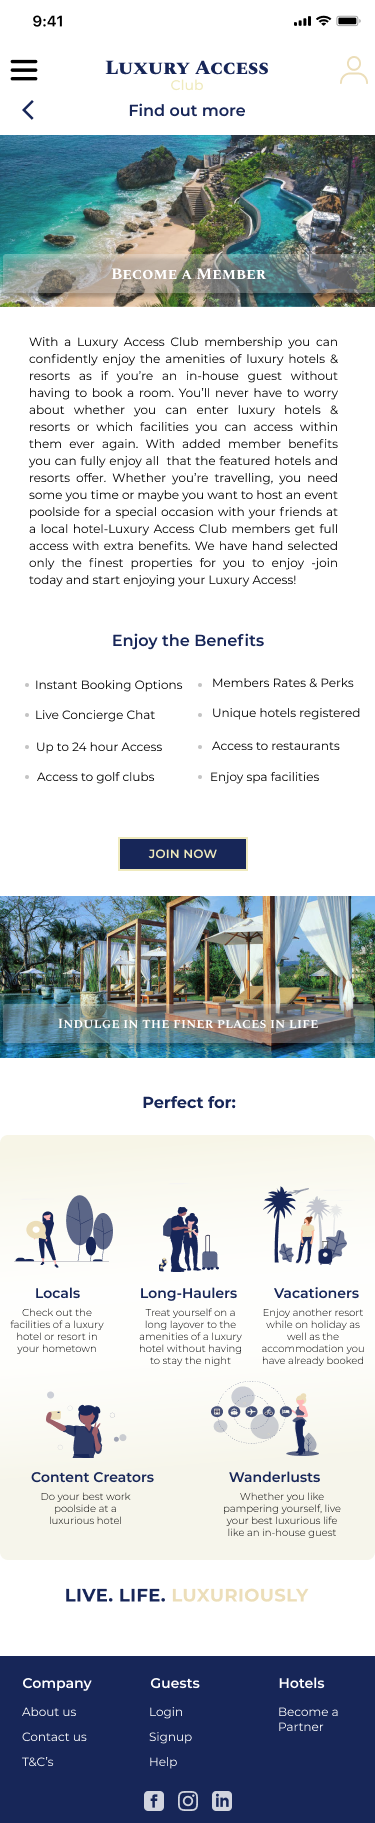 9:41
LUXURY ACCESS
Club
Find out more
BECOME A MEMBER
With a Luxury Access Club membership you can
confidently enjoy the amenities of luxury hotels &
resorts as if you're an in-house guest without
having to book a room. You'll never have to worry
about whether you can enter luxury hotels &
resorts or which facilities you can access within
them ever again. With added member benefits
you can fully enjoy all that the featured hotels and
resorts offer. Whether you're travelling, you need
some you time or maybe you want to host an event
poolside for a special occasion with your friends at
a local hotel-Luxury Access Club members get full
access with extra benefits. We have hand selected
only the finest properties for you to enjoy -join
today and start enjoying your Luxury Access!
Enjoy the Benefits
Instant Booking Options
Live Concierge Chat
Up to 24 hour Access
Access to golf clubs
Members Rates & Perks
Unique hotels registered
Access to restaurants
Enjoy spa facilities
JOIN NOW
INDULGE IN THE FINER PLACES IN LIFE
Perfect for:
Locals
Check out the
facilities of a luxury
hotel or resort in
your hometown
Long-Haulers
Treat yourself on a
long layover to the
amenities of a luxury
hotel without having
to stay the night
Vacationers
Enjoy another resort
while on holiday as
well as the
accommodation you
have already booked
Content Creators
Do your best work
poolside at a
luxurious hotel
Wanderlusts
Whether you like
pampering yourself, live
your best luxurious life
like an in-house guest
LIVE. LIFE. LUXURIOUSLY
Company
About us
Contact us
T&C's
Guests
Login
Signup
Help
Hotels
Become a
Partner